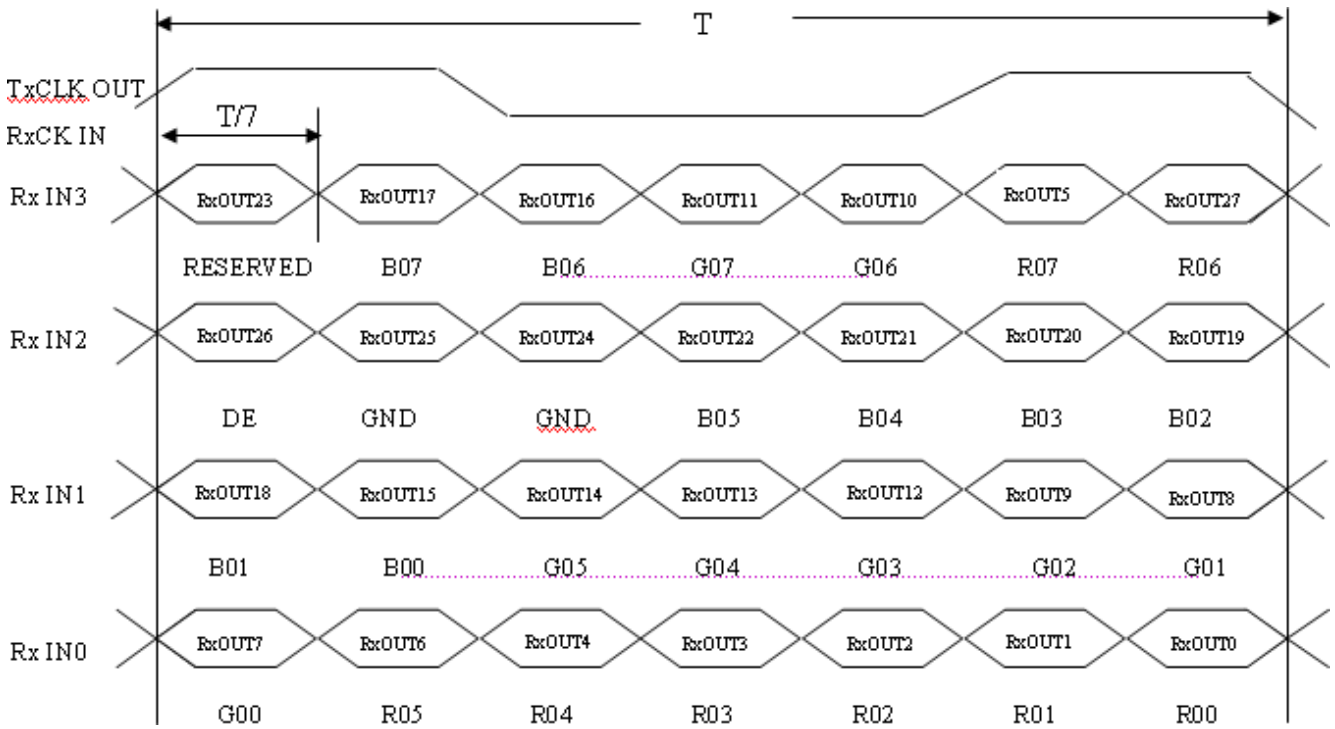 T
TxCLK OUT
T/7
RxCK IN
Rx IN3 RxOUT23 RxOUT17 RxOUT16 RxOUT11 RxOUT10 RxOUT5 RxOUT27
RESERVED B07 B06 G07 G06 R07 R06
Rx IN2 RxOUT26 RxOUT25 RxOUT24 RxOUT22 RxOUT21 RxOUT20 RxOUT19
DE GND GND B05 B04 B03 B02
Rx IN1 RxOUT18 RxOUT15 RxOUT14 RxOUT13 RxOUT12 RxOUT9 RxOUT8
B01 B00 G05 G04 G03 G02 G01
Rx IN0 RxOUT7 RxOUT6 RxOUT4 RxOUT3 RxOUT2 RxOUT1 RxOUT0
G00 R05 R04 R03 R02 R01 R00